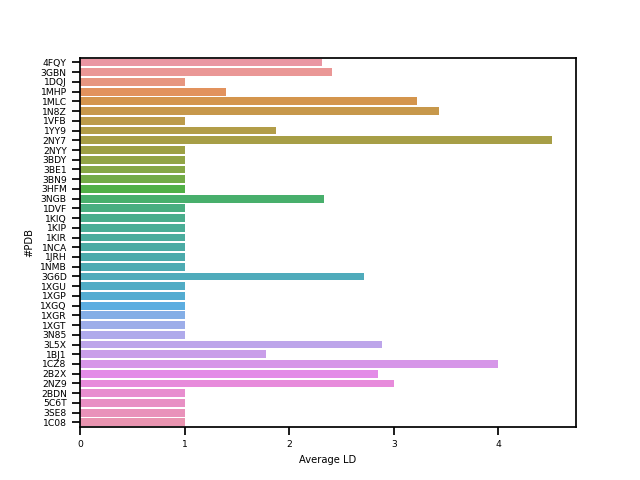 4FQY
3GBN
1DQJ
1MHP
1MLC
1N8Z
1VFB
1YY9
2NY7
2NYY
3BDY
3BE1
3BN9
3HFM
3NGB
1DVF
1KIQ
1KIP
1KIR
1NCA
1JRH
1NMB
3G6D
1XGU
1XGP
1XGQ
1XGR
1XGT
3N85
3L5X
1BJ1
1CZ8
2B2X
2NZ9
2BDN
5C6T
3SE8
1C08
#PDB
0 1 2 3 4
Average LD